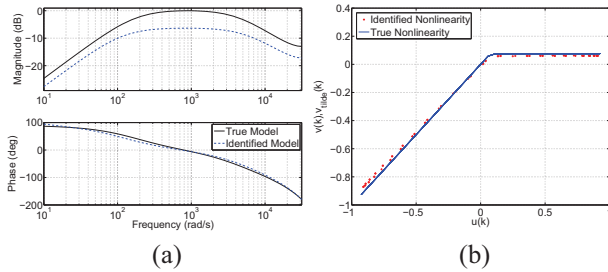 Magnitude (dB)
0
−10
−20
10^1
10^2
10^3
10^4
Phase (deg)
100
0
−100
−200
True Model
Identified Model
10^1
10^2
10^3
10^4
Frequency (rad/s)
(a)
Identified Nonlinearity
True Nonlinearity
v(k),v_tilde(k)
0.4
0.2
0
−0.2
−0.4
−0.6
−0.8
−1
−1
−0.5
0
0.5
1
u(k)
(b)